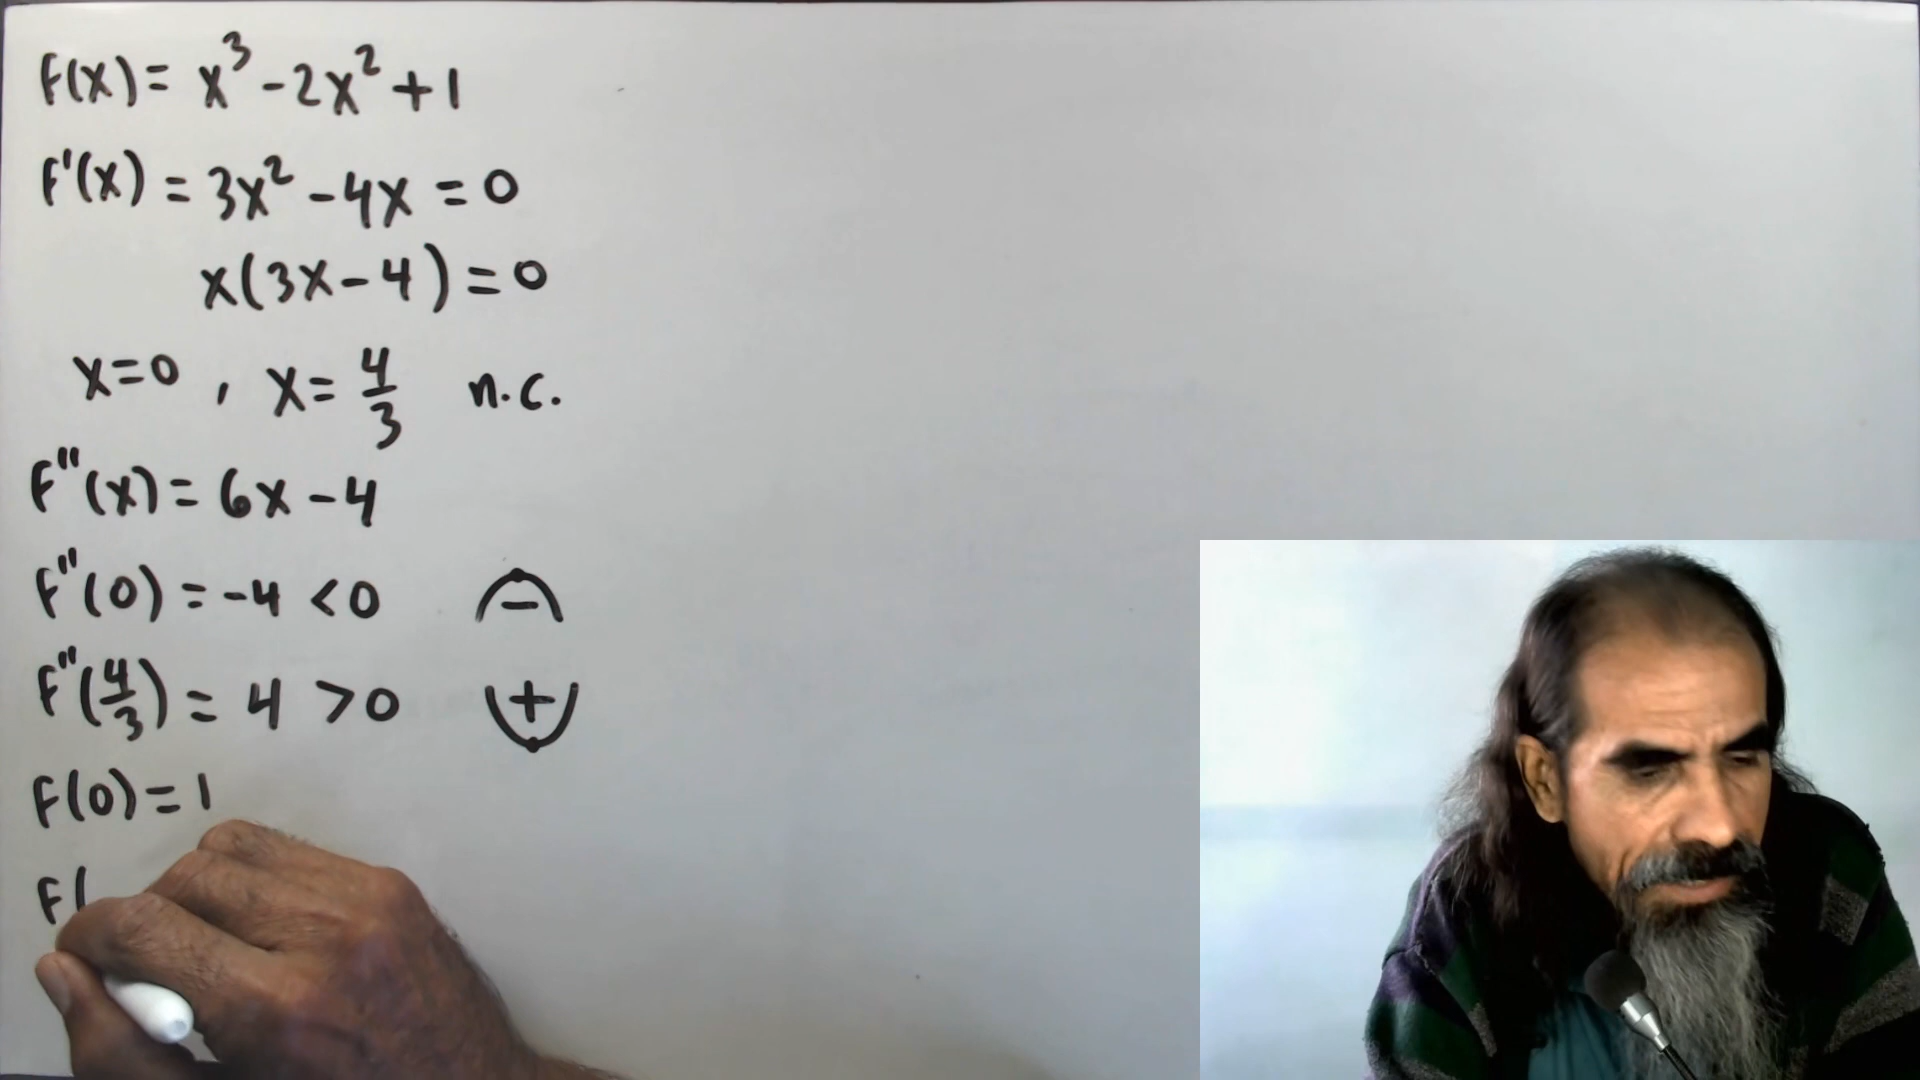 F(x) = x³ - 2x² + 1
F'(x) = 3x² - 4x = 0
x(3x - 4) = 0
x = 0 , x = 4/3 n.c.
F"(x) = 6x - 4
F"(0) = -4 < 0 −
F"(4/3) = 4 > 0 +
F(0) = 1
F(